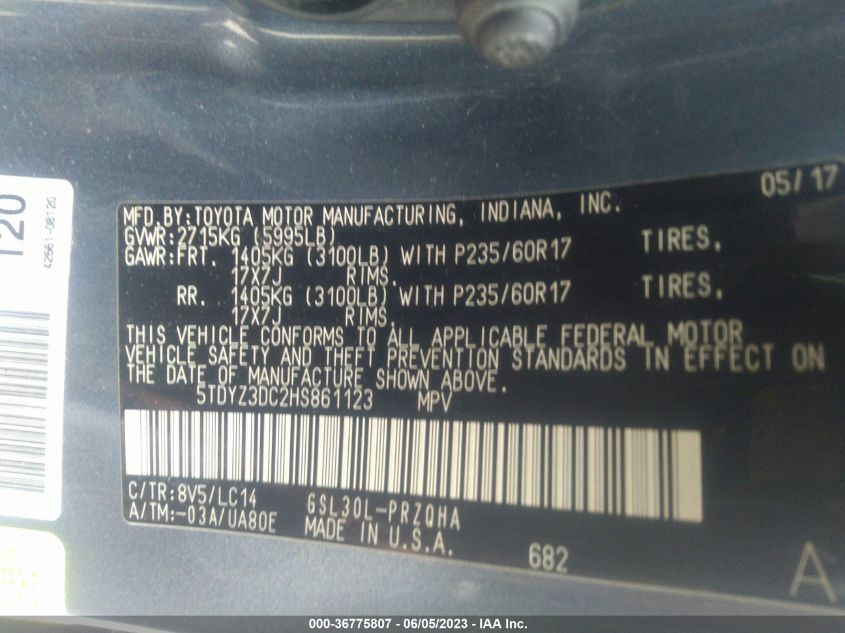 120
42661-08120
05/17
MFD.BY:TOYOTA MOTOR MANUFACTURING, INDIANA, INC.
GVWR:2715KG (5995LB)
GAWR:FRT. 1405KG (3100LB) WITH P235/60R17 TIRES,
17X7J RIMS.
RR. 1405KG (3100LB) WITH P235/60R17 TIRES,
17X7J RIMS.
THIS VEHICLE CONFORMS TO ALL APPLICABLE FEDERAL MOTOR
VEHICLE SAFETY AND THEFT PREVENTION STANDARDS IN EFFECT ON
THE DATE OF MANUFACTURE SHOWN ABOVE.
5TDYZ3DC2HS861123 MPV
C/TR:8V5/LC14 GSL30L-PRZQHA
A/TM:-03A/UA80E MADE IN U.S.A.
682
A
000-36775807 - 06/05/2023 - IAA Inc.